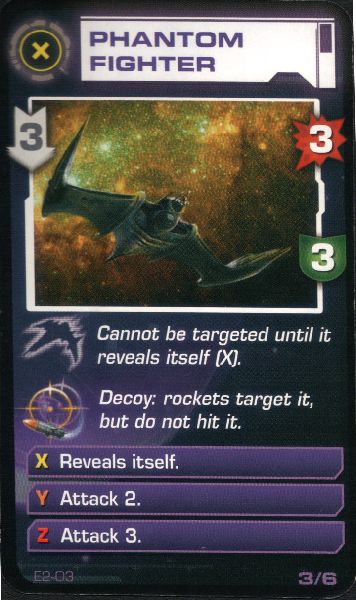 X
PHANTOM
FIGHTER
3
3
3
Cannot be targeted until it
reveals itself (X).
Decoy: rockets target it,
but do not hit it.
X Reveals itself.
Y Attack 2.
Z Attack 3.
E2-03
3/6